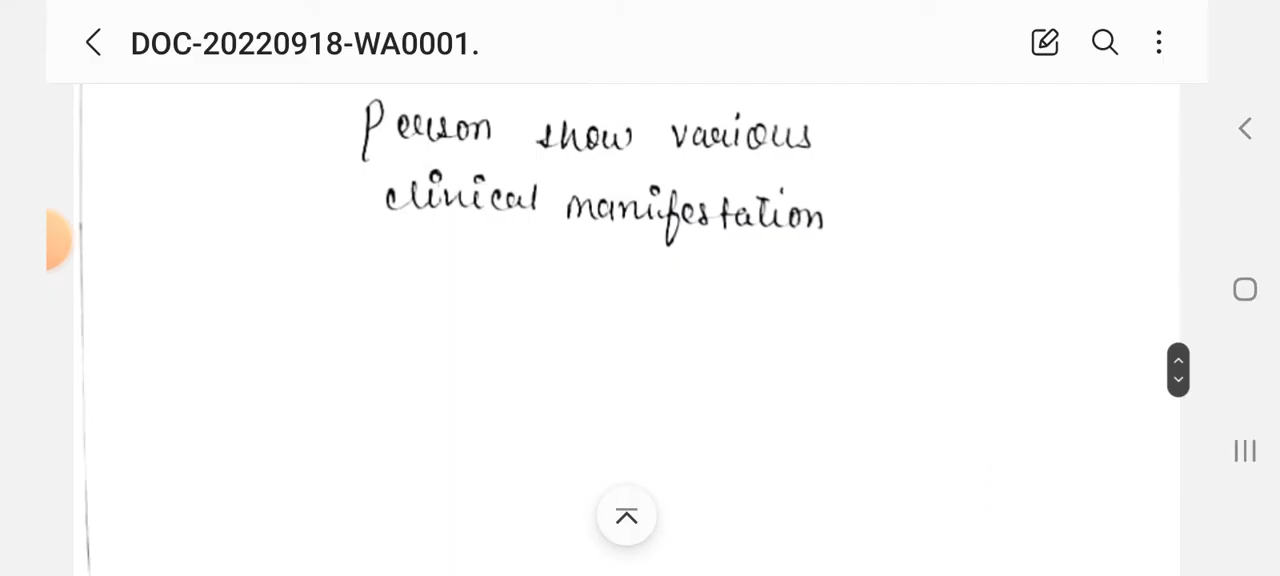 DOC-20220918-WA0001.
Person show various
clinical manifestation